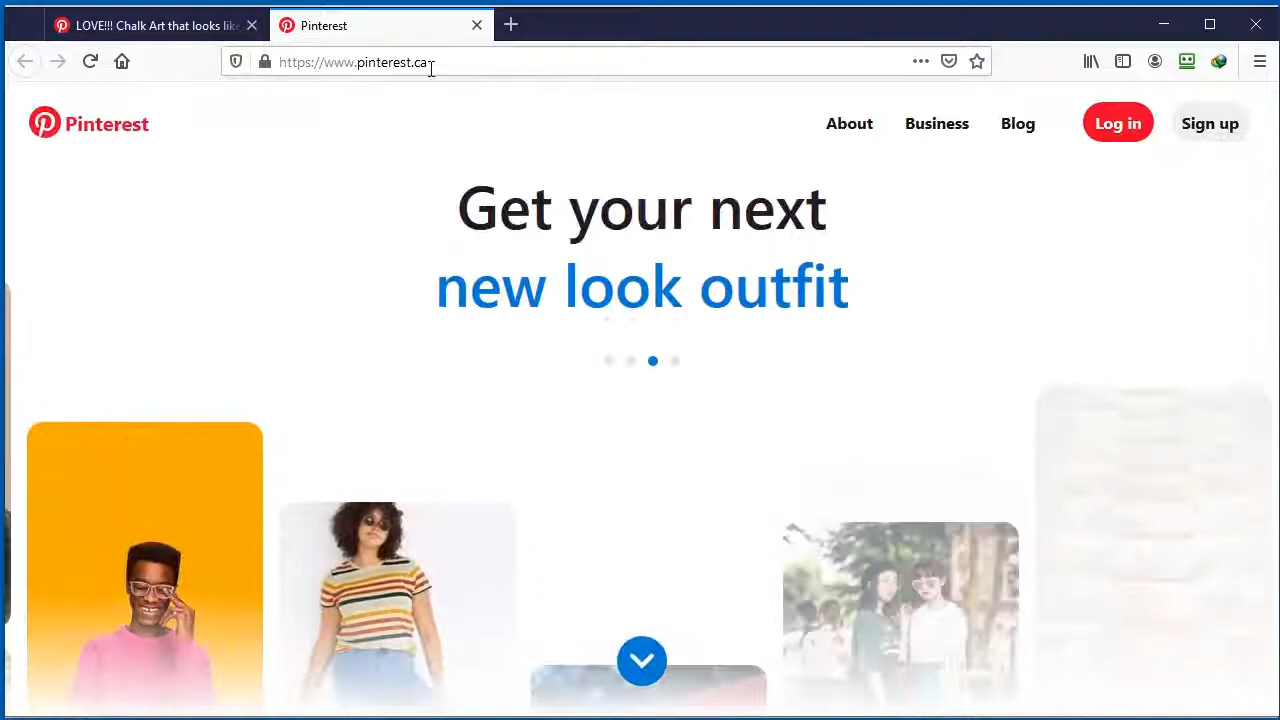 LOVE!!! Chalk Art that looks like
Pinterest
https://www.pinterest.ca
Pinterest
About
Business
Blog
Log in
Sign up
Get your next
new look outfit